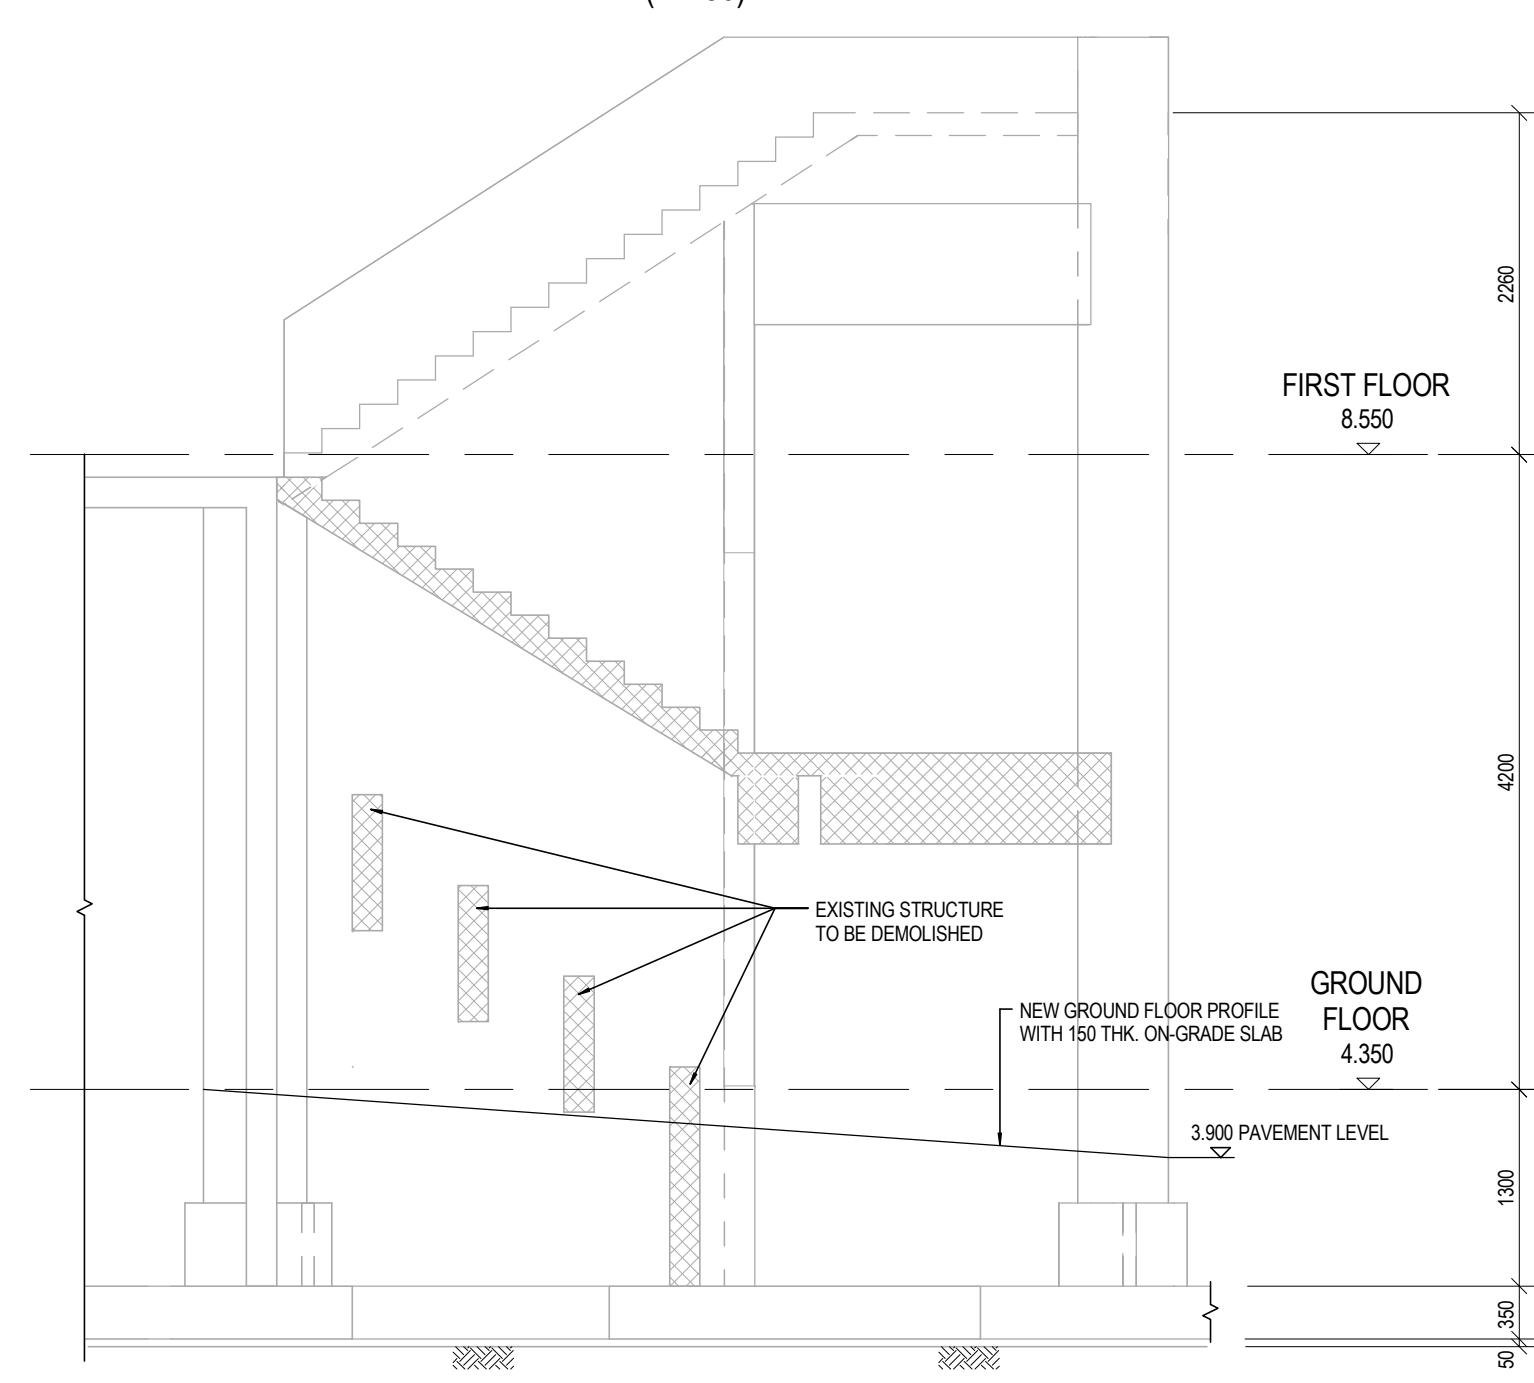 2260
FIRST FLOOR
8.550
4200
EXISTING STRUCTURE
TO BE DEMOLISHED
GROUND
FLOOR
4.350
NEW GROUND FLOOR PROFILE
WITH 150 THK. ON-GRADE SLAB
3.900 PAVEMENT LEVEL
1300
350
50